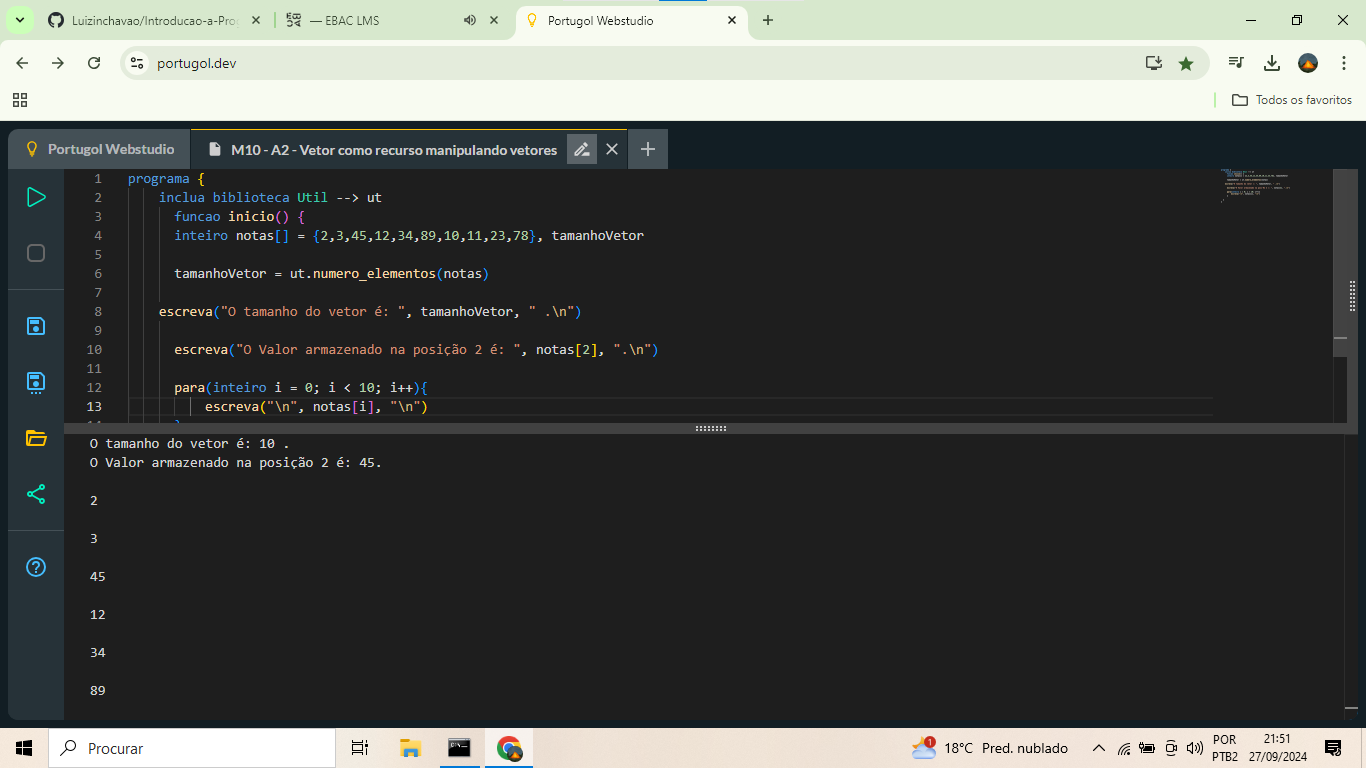 Luizinchavao/Introducao-a-Pro
— EBAC LMS
Portugol Webstudio
portugol.dev
Todos os favoritos
Portugol Webstudio
M10 - A2 - Vetor como recurso manipulando vetores
1 programa {
2 inclua biblioteca Util --> ut
3 funcao inicio() {
4 inteiro notas[] = {2,3,45,12,34,89,10,11,23,78}, tamanhoVetor
5
6 tamanhoVetor = ut.numero_elementos(notas)
7
8 escreva("O tamanho do vetor é: ", tamanhoVetor, " .\n")
9
10 escreva("O Valor armazenado na posição 2 é: ", notas[2], ".\n")
11
12 para(inteiro i = 0; i < 10; i++){
13 escreva("\n", notas[i], "\n")
O tamanho do vetor é: 10 .
O Valor armazenado na posição 2 é: 45.
2
3
45
12
34
89
Procurar
1
18°C Pred. nublado
POR
PTB2
21:51
27/09/2024